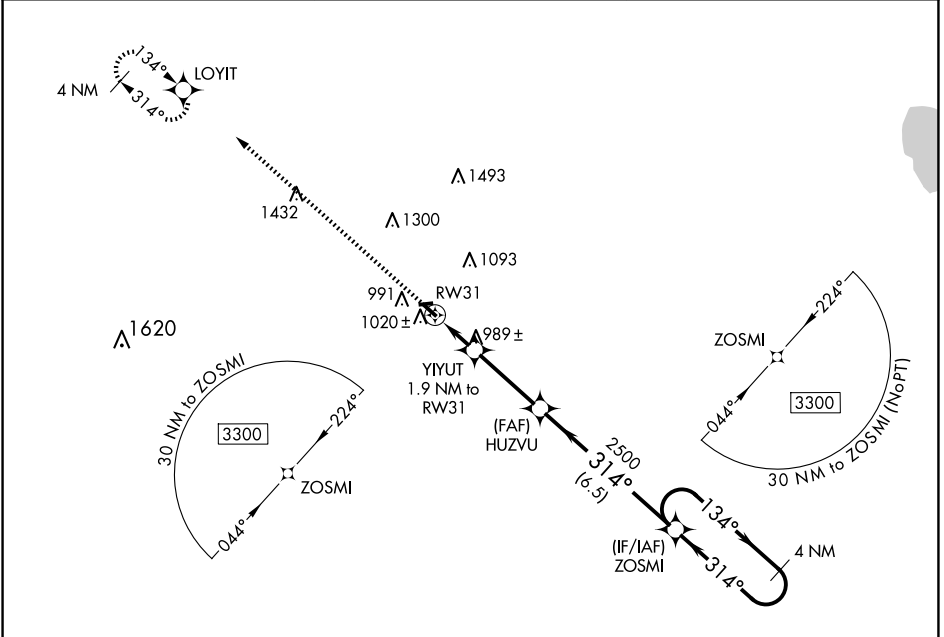 134°
LOYIT
4 NM
314°
1493
1432
1300
1093
991
RW31
1020 ±
989 ±
1620
YIYUT
1.9 NM to
RW31
(FAF)
HUZVU
30 NM to ZOSMI
3300
224°
044°
ZOSMI
ZOSMI
224°
044°
3300
30 NM to ZOSMI (NoPT)
2500
314°
(6.5)
(IF/IAF)
ZOSMI
134°
314°
4 NM